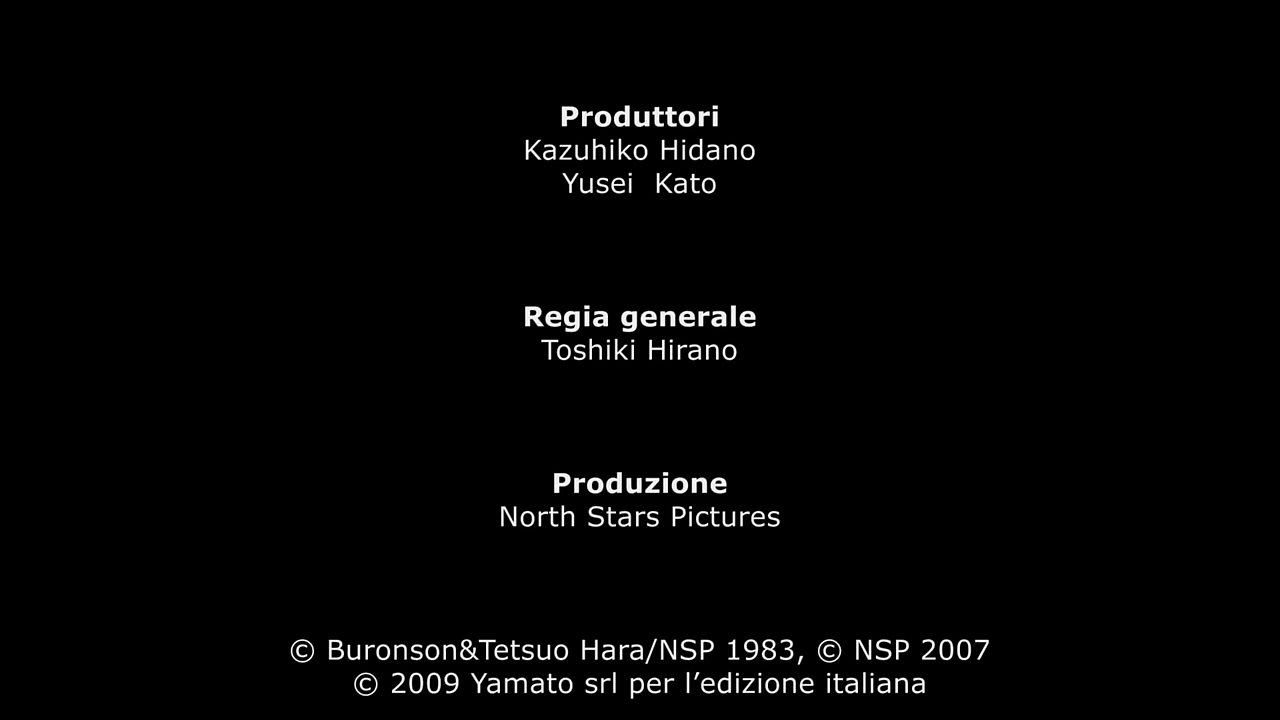 Produttori
Kazuhiko Hidano
Yusei  Kato
Regia generale
Toshiki Hirano
Produzione
North Stars Pictures
© Buronson&Tetsuo Hara/NSP 1983, © NSP 2007
© 2009 Yamato srl per l’edizione italiana